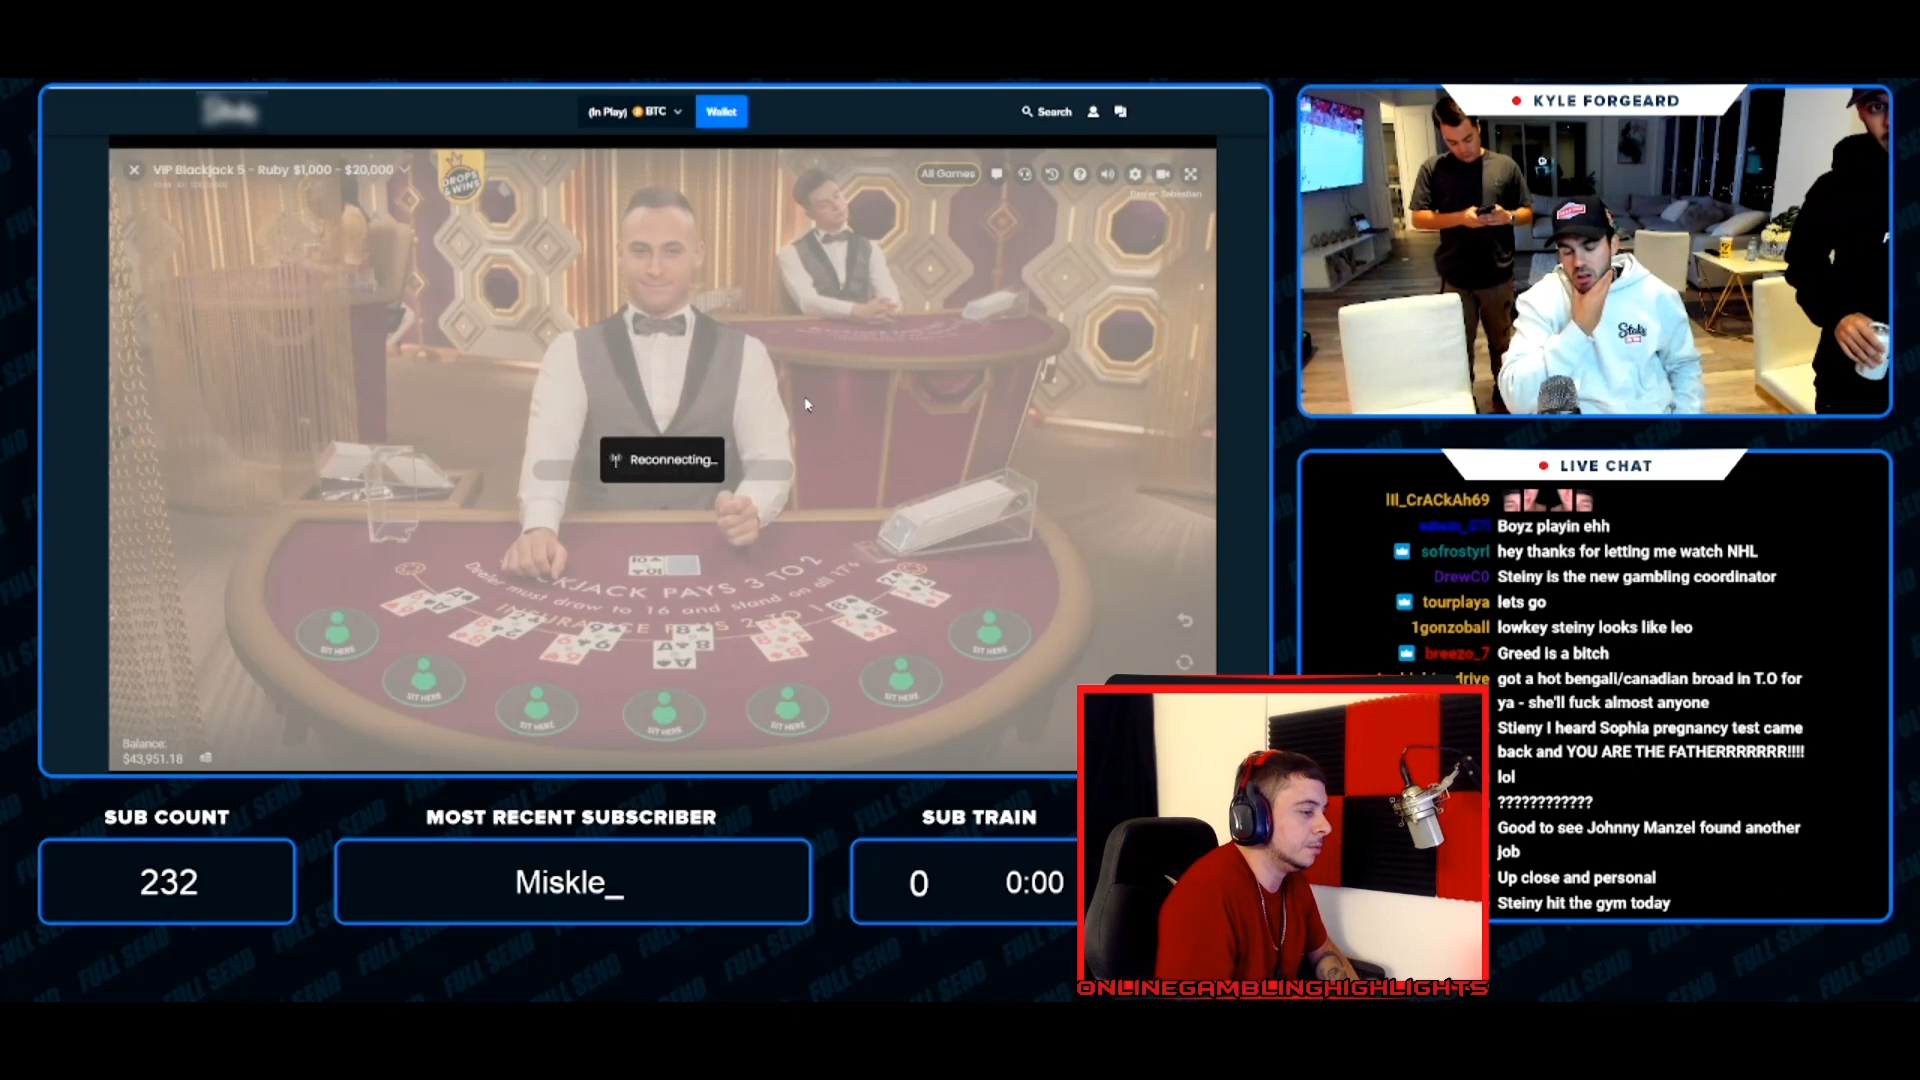 (In Play) BTC
Wallet
Search
VIP Blackjack 5 - Ruby $1,000 - $20,000
DROPS & WINS
All Games
Dealer: Sebastian
Reconnecting...
BLACKJACK PAYS 3 TO 2
Dealer must draw to 16 and stand on all 17's
INSURANCE PAYS 2 TO 1
SIT HERE
SIT HERE
SIT HERE
SIT HERE
SIT HERE
SIT HERE
SIT HERE
Balance:
$43,951.18
SUB COUNT
232
MOST RECENT SUBSCRIBER
Miskle_
SUB TRAIN
0 0:00
KYLE FORGEARD
Stake
LIVE CHAT
lll_CrACkAh69
Boyz playin ehh
sofrostyrl hey thanks for letting me watch NHL
DrewC0 Steiny is the new gambling coordinator
tourplaya lets go
1gonzoball lowkey steiny looks like leo
breezo_7 Greed is a bitch
drive got a hot bengali/canadian broad in T.O for
ya - she'll fuck almost anyone
Stieny I heard Sophia pregnancy test came
back and YOU ARE THE FATHERRRRRRR!!!!
lol
????????????
Good to see Johnny Manzel found another
job
Up close and personal
Steiny hit the gym today
ONLINEGAMBLINGHIGHLIGHTS